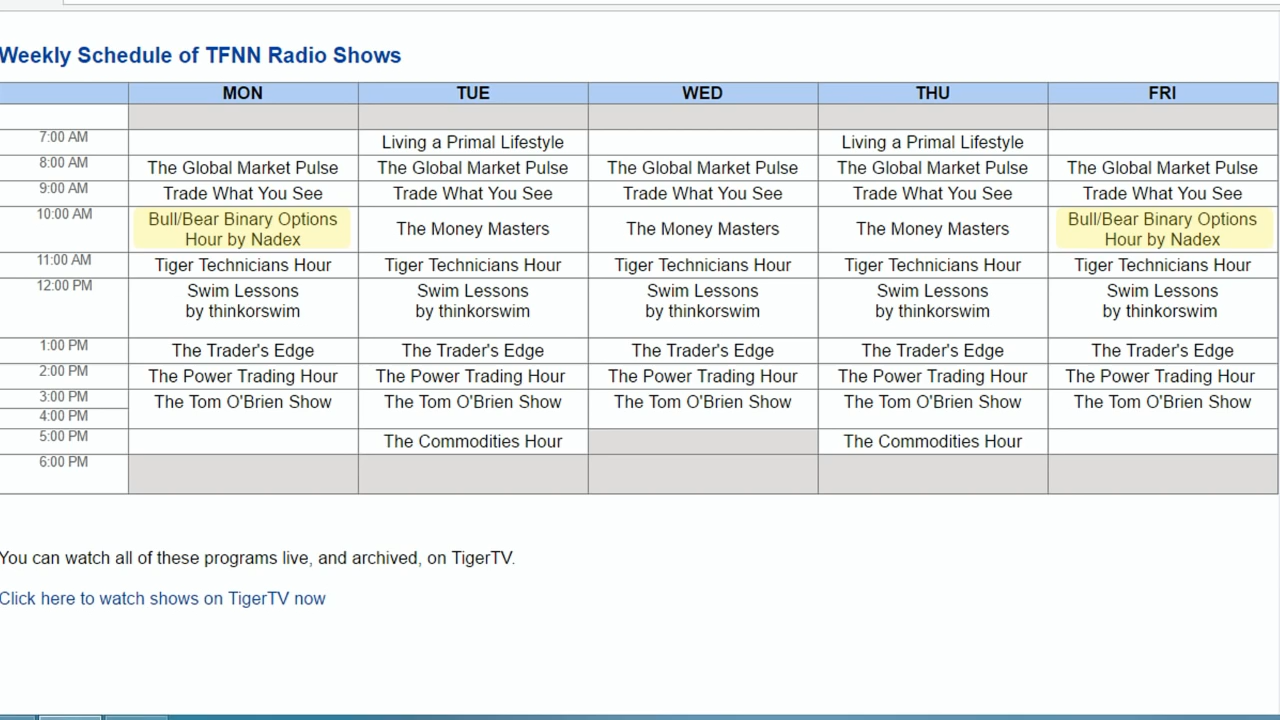 Weekly Schedule of TFNN Radio Shows
MON TUE WED THU FRI
7:00 AM Living a Primal Lifestyle Living a Primal Lifestyle
8:00 AM The Global Market Pulse The Global Market Pulse The Global Market Pulse The Global Market Pulse The Global Market Pulse
9:00 AM Trade What You See Trade What You See Trade What You See Trade What You See Trade What You See
10:00 AM Bull/Bear Binary Options The Money Masters The Money Masters The Money Masters Bull/Bear Binary Options
Hour by Nadex Hour by Nadex
11:00 AM Tiger Technicians Hour Tiger Technicians Hour Tiger Technicians Hour Tiger Technicians Hour Tiger Technicians Hour
12:00 PM Swim Lessons Swim Lessons Swim Lessons Swim Lessons Swim Lessons
by thinkorswim by thinkorswim by thinkorswim by thinkorswim by thinkorswim
1:00 PM The Trader's Edge The Trader's Edge The Trader's Edge The Trader's Edge The Trader's Edge
2:00 PM The Power Trading Hour The Power Trading Hour The Power Trading Hour The Power Trading Hour The Power Trading Hour
3:00 PM The Tom O'Brien Show The Tom O'Brien Show The Tom O'Brien Show The Tom O'Brien Show The Tom O'Brien Show
4:00 PM
5:00 PM The Commodities Hour The Commodities Hour
6:00 PM
You can watch all of these programs live, and archived, on TigerTV.
Click here to watch shows on TigerTV now